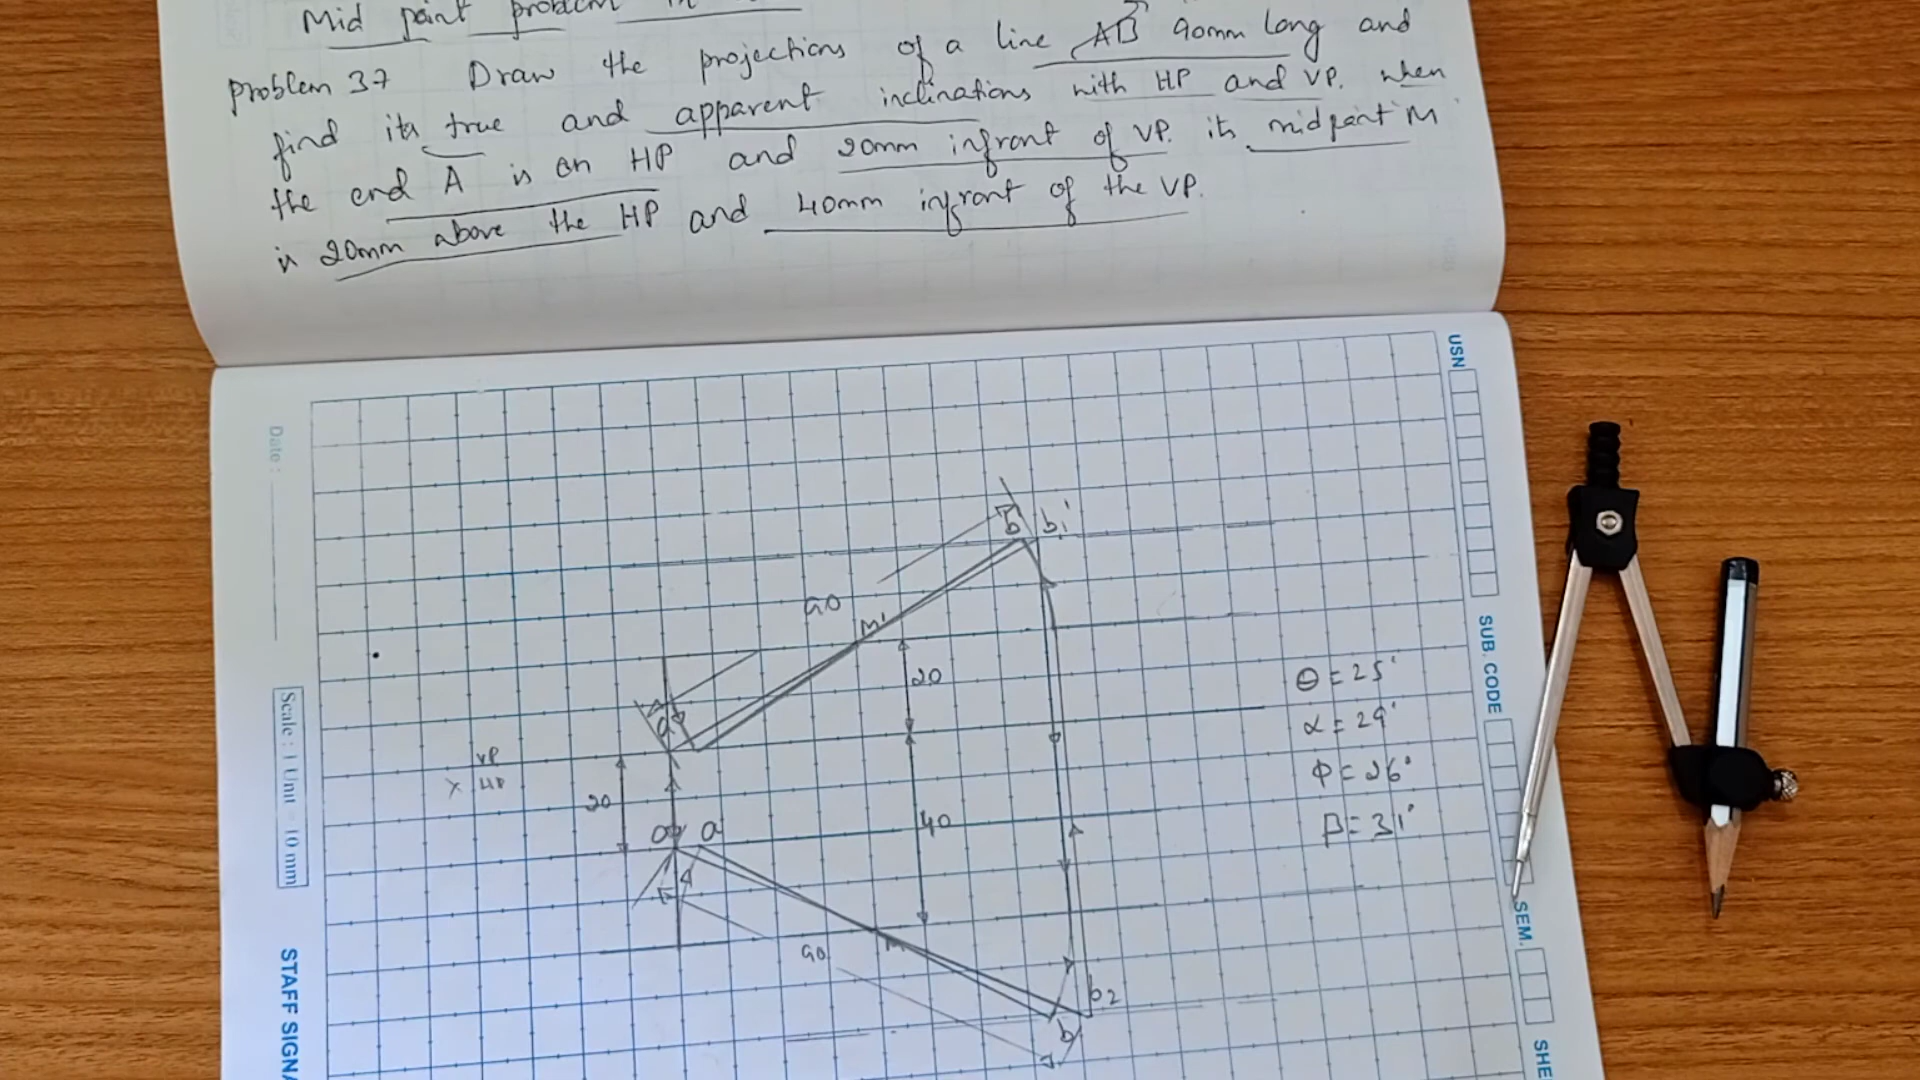 Mid point problem
problem 37 Draw the projections of a line AB 90mm long and
find its true and apparent inclinations with HP and VP. when
the end A is on HP and 20mm infront of VP. its midpoint M
is 20mm above the HP and 40mm infront of the VP.
USN
Date :
b' b1'
90
m'
20
SUB. CODE
θ = 25°
α = 29°
Φ = 26°
β = 31°
a'
VP
X HP
20
a
40
Scale : 1 Unit = 10 mm
SEM.
90
m
b2
b
STAFF SIGNA
SHE